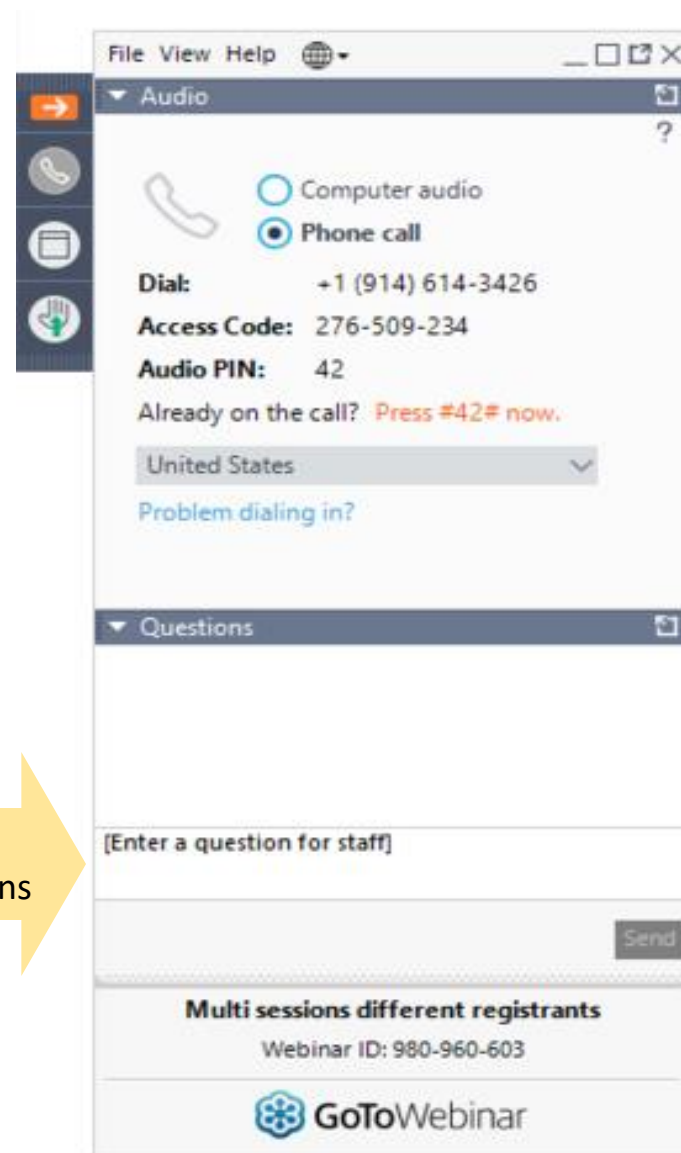 File View Help
Audio
?
Computer audio
Phone call
Dial: +1 (914) 614-3426
Access Code: 276-509-234
Audio PIN: 42
Already on the call? Press #42# now.
United States
Problem dialing in?
Questions
[Enter a question for staff]
ns
Send
Multi sessions different registrants
Webinar ID: 980-960-603
GoToWebinar